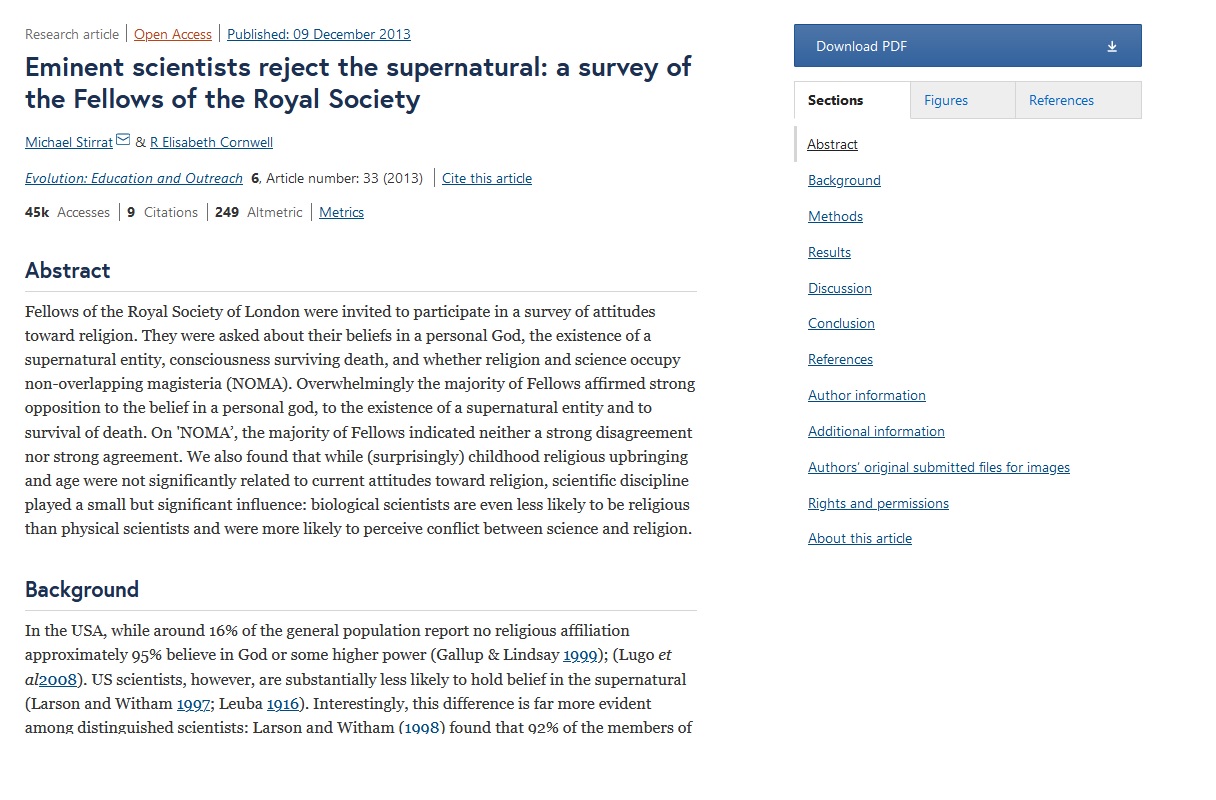 Research article | Open Access | Published: 09 December 2013
Eminent scientists reject the supernatural: a survey of
the Fellows of the Royal Society
Michael Stirrat & R Elisabeth Cornwell
Evolution: Education and Outreach 6, Article number: 33 (2013) | Cite this article
45k Accesses | 9 Citations | 249 Altmetric | Metrics
Abstract
Fellows of the Royal Society of London were invited to participate in a survey of attitudes
toward religion. They were asked about their beliefs in a personal God, the existence of a
supernatural entity, consciousness surviving death, and whether religion and science occupy
non-overlapping magisteria (NOMA). Overwhelmingly the majority of Fellows affirmed strong
opposition to the belief in a personal god, to the existence of a supernatural entity and to
survival of death. On 'NOMA’, the majority of Fellows indicated neither a strong disagreement
nor strong agreement. We also found that while (surprisingly) childhood religious upbringing
and age were not significantly related to current attitudes toward religion, scientific discipline
played a small but significant influence: biological scientists are even less likely to be religious
than physical scientists and were more likely to perceive conflict between science and religion.
Background
In the USA, while around 16% of the general population report no religious affiliation
approximately 95% believe in God or some higher power (Gallup & Lindsay 1999); (Lugo et
al2008). US scientists, however, are substantially less likely to hold belief in the supernatural
(Larson and Witham 1997; Leuba 1916). Interestingly, this difference is far more evident
among distinguished scientists: Larson and Witham (1998) found that 92% of the members of
Download PDF
Sections
Figures
References
Abstract
Background
Methods
Results
Discussion
Conclusion
References
Author information
Additional information
Authors’ original submitted files for images
Rights and permissions
About this article